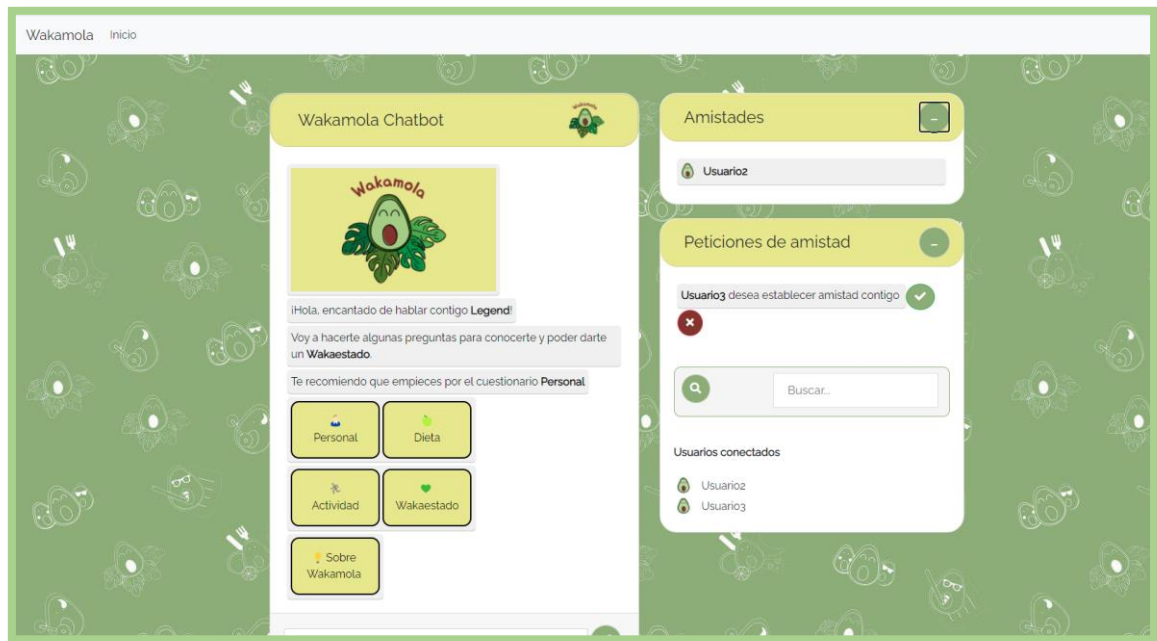 Wakamola Inicio
Wakamola Chatbot
Wakamola
Wakamola
¡Hola, encantado de hablar contigo Legend!
Voy a hacerte algunas preguntas para conocerte y poder darte
un Wakaestado.
Te recomiendo que empieces por el cuestionario Personal
Personal
Dieta
Actividad
Wakaestado
Sobre
Wakamola
Amistades
Usuario2
Peticiones de amistad
Usuario3 desea establecer amistad contigo
Buscar...
Usuarios conectados
Usuario2
Usuario3